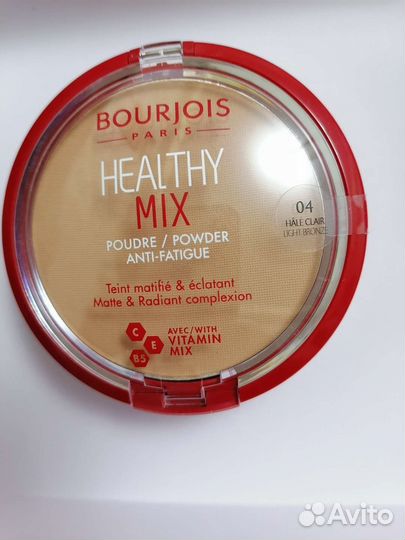 BOURJOIS
PARIS
HEALTHY
MIX
POUDRE / POWDER
ANTI-FATIGUE
04
HÂLE CLAIR
LIGHT BRONZE
Teint matifié & éclatant
Matte & Radiant complexion
C
E
B5
AVEC/WITH
VITAMIN
MIX
Avito